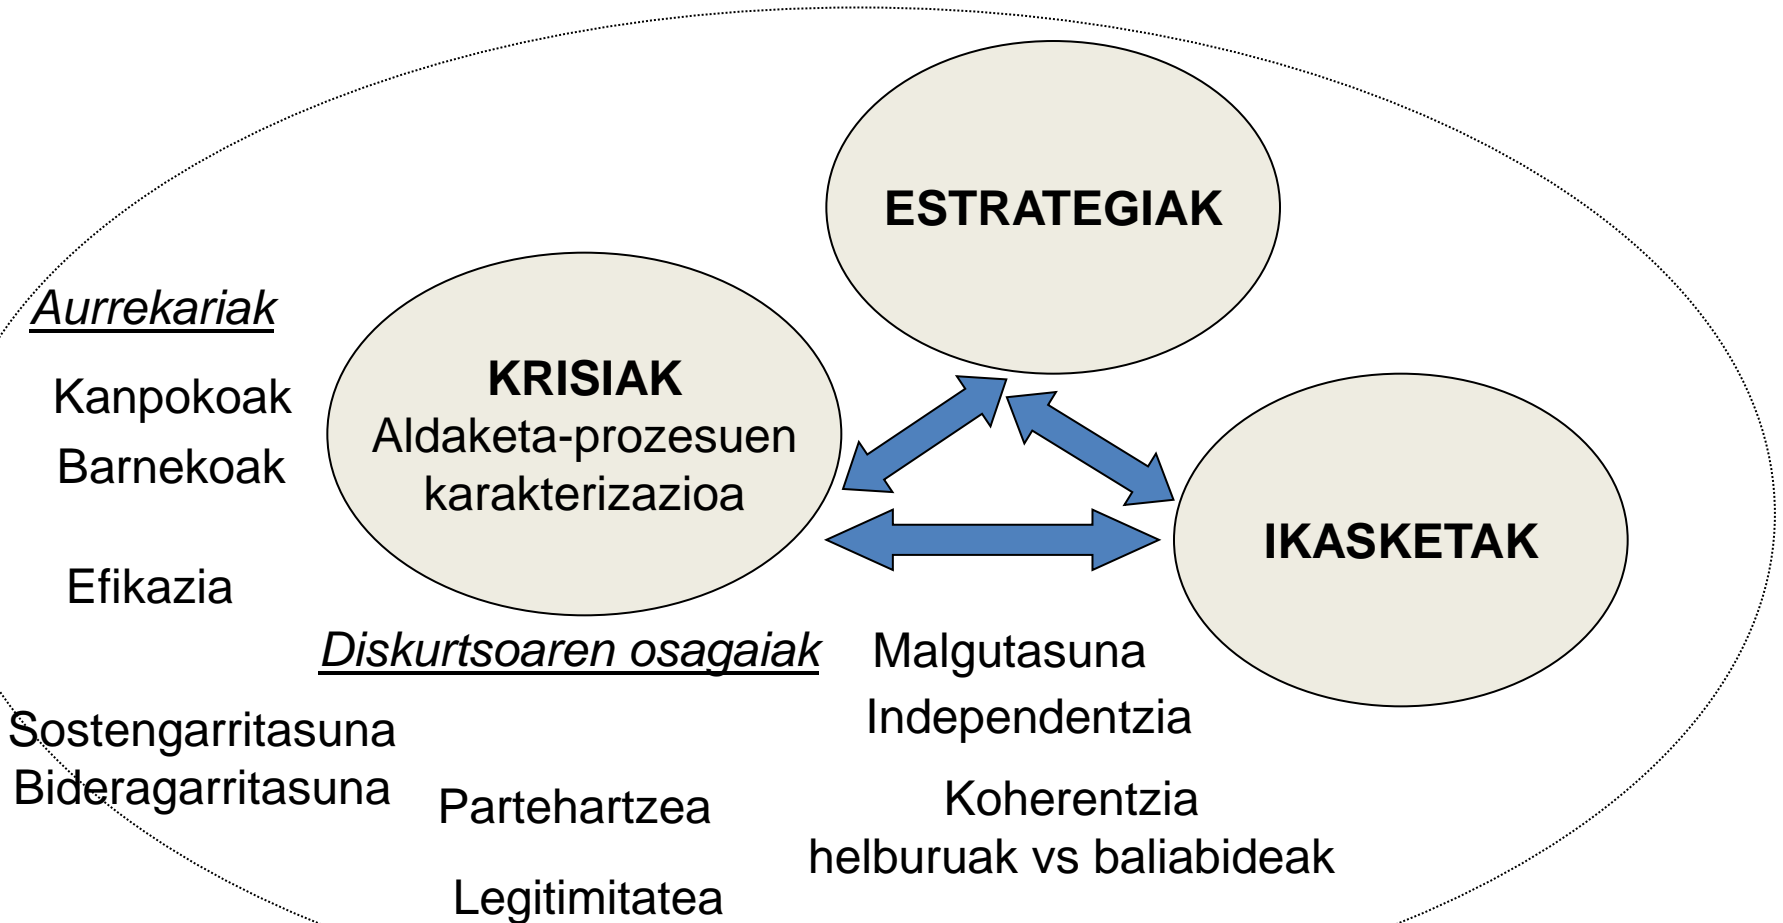 ESTRATEGIAK
Aurrekariak
Kanpokoak
Barnekoak
KRISIAK
Aldaketa-prozesuen
karakterizazioa
IKASKETAK
Efikazia
Diskurtsoaren osagaiak
Malgutasuna
Independentzia
Sostengarritasuna
Bideragarritasuna
Partehartzea
Koherentzia
helburuak vs baliabideak
Legitimitatea